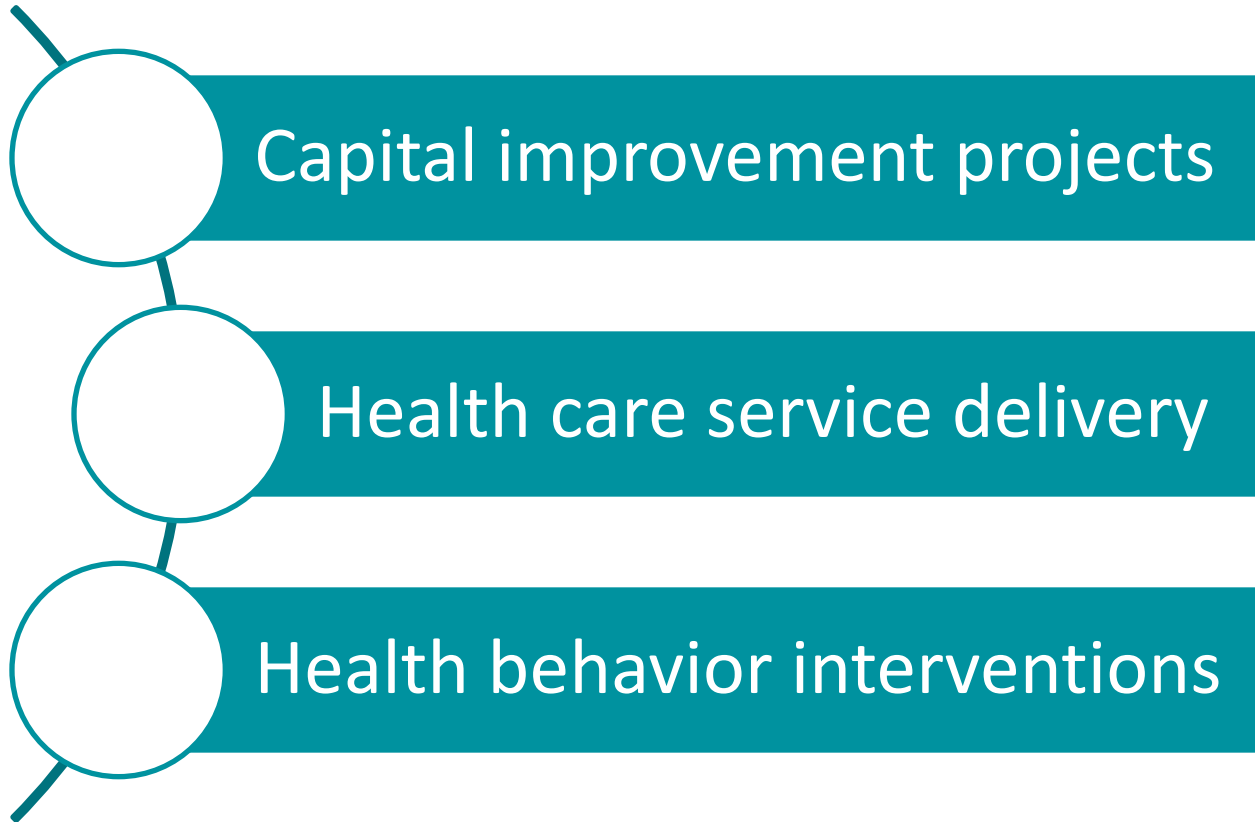 Capital improvement projects
Health care service delivery
Health behavior interventions